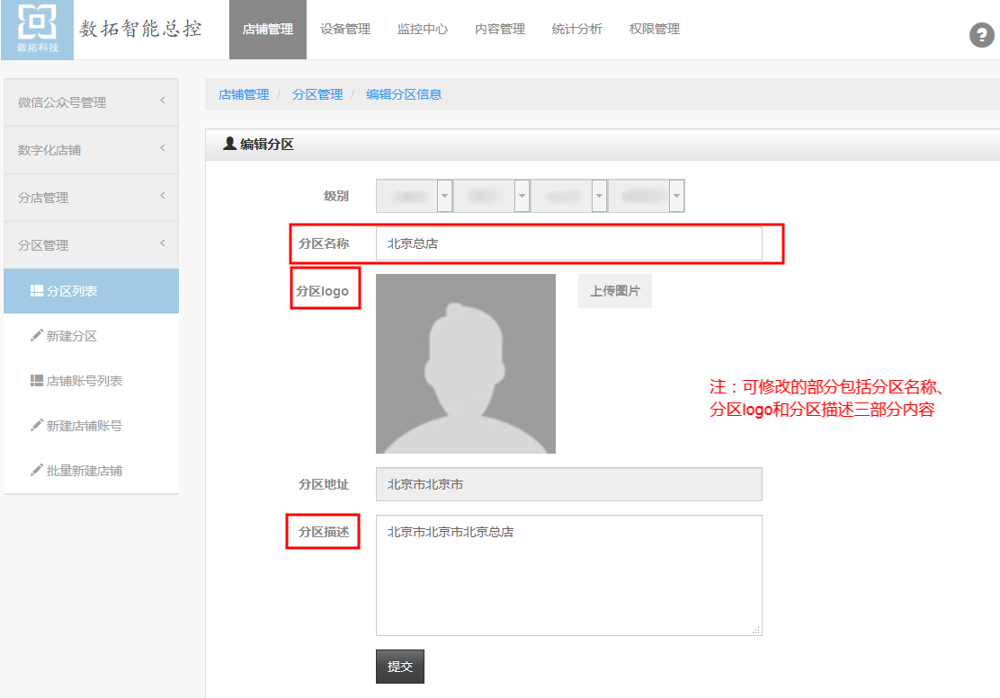 数拓科技
数拓智能总控
店铺管理 设备管理 监控中心 内容管理 统计分析 权限管理
?
微信公众号管理
数字化店铺
分店管理
分区管理
分区列表
新建分区
店铺账号列表
新建店铺账号
批量新建店铺
店铺管理 / 分区管理 / 编辑分区信息
编辑分区
级别
分区名称 北京总店
分区logo 上传图片
注：可修改的部分包括分区名称、
分区logo和分区描述三部分内容
分区地址 北京市北京市
分区描述 北京市北京市北京总店
提交